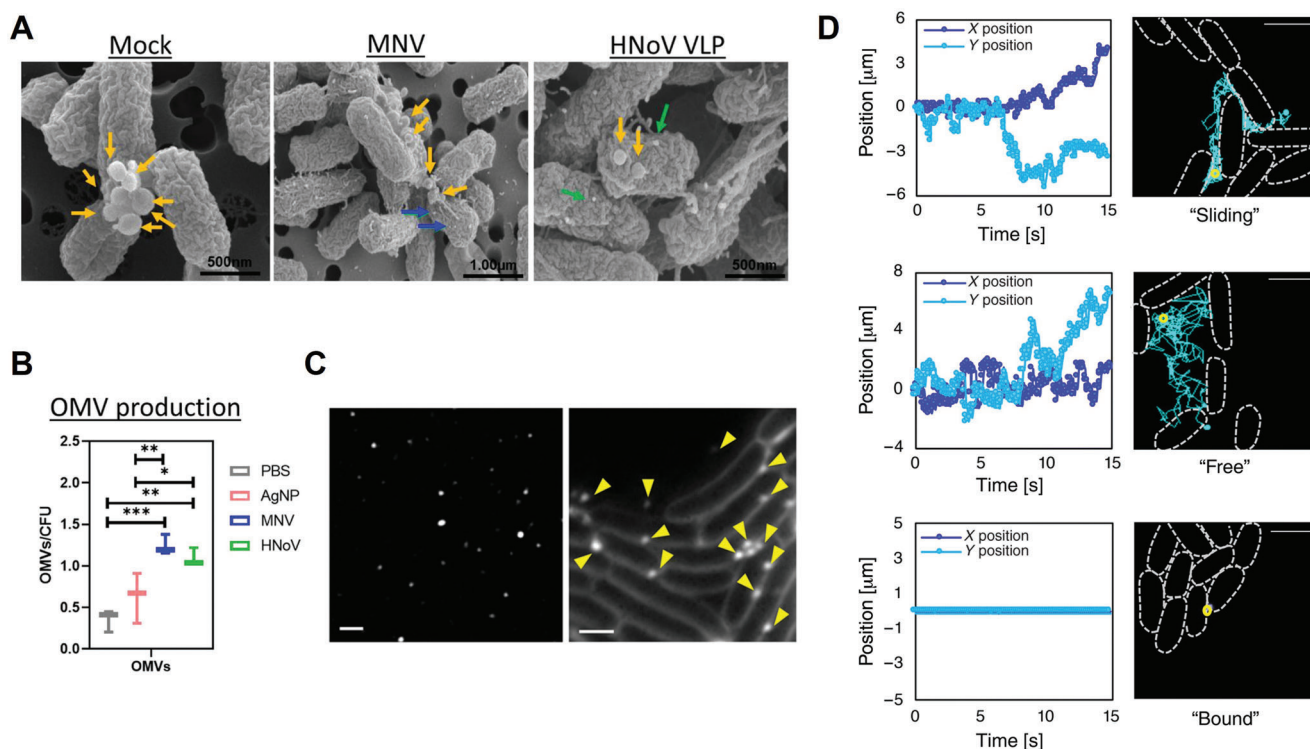 A
Mock
MNV
HNoV VLP
500nm
1.00μm
500nm
B
OMV production
OMVs/CFU
2.5
2.0
1.5
1.0
0.5
0.0
**
*
**
***
OMVs
PBS
AgNP
MNV
HNoV
C
D
Position [μm]
6
3
0
−3
−6
X position
Y position
0 5 10 15
Time [s]
"Sliding"
Position [μm]
8
4
0
−4
X position
Y position
0 5 10 15
Time [s]
"Free"
Position [μm]
5
3
1
−1
−3
−5
X position
Y position
0 5 10 15
Time [s]
"Bound"